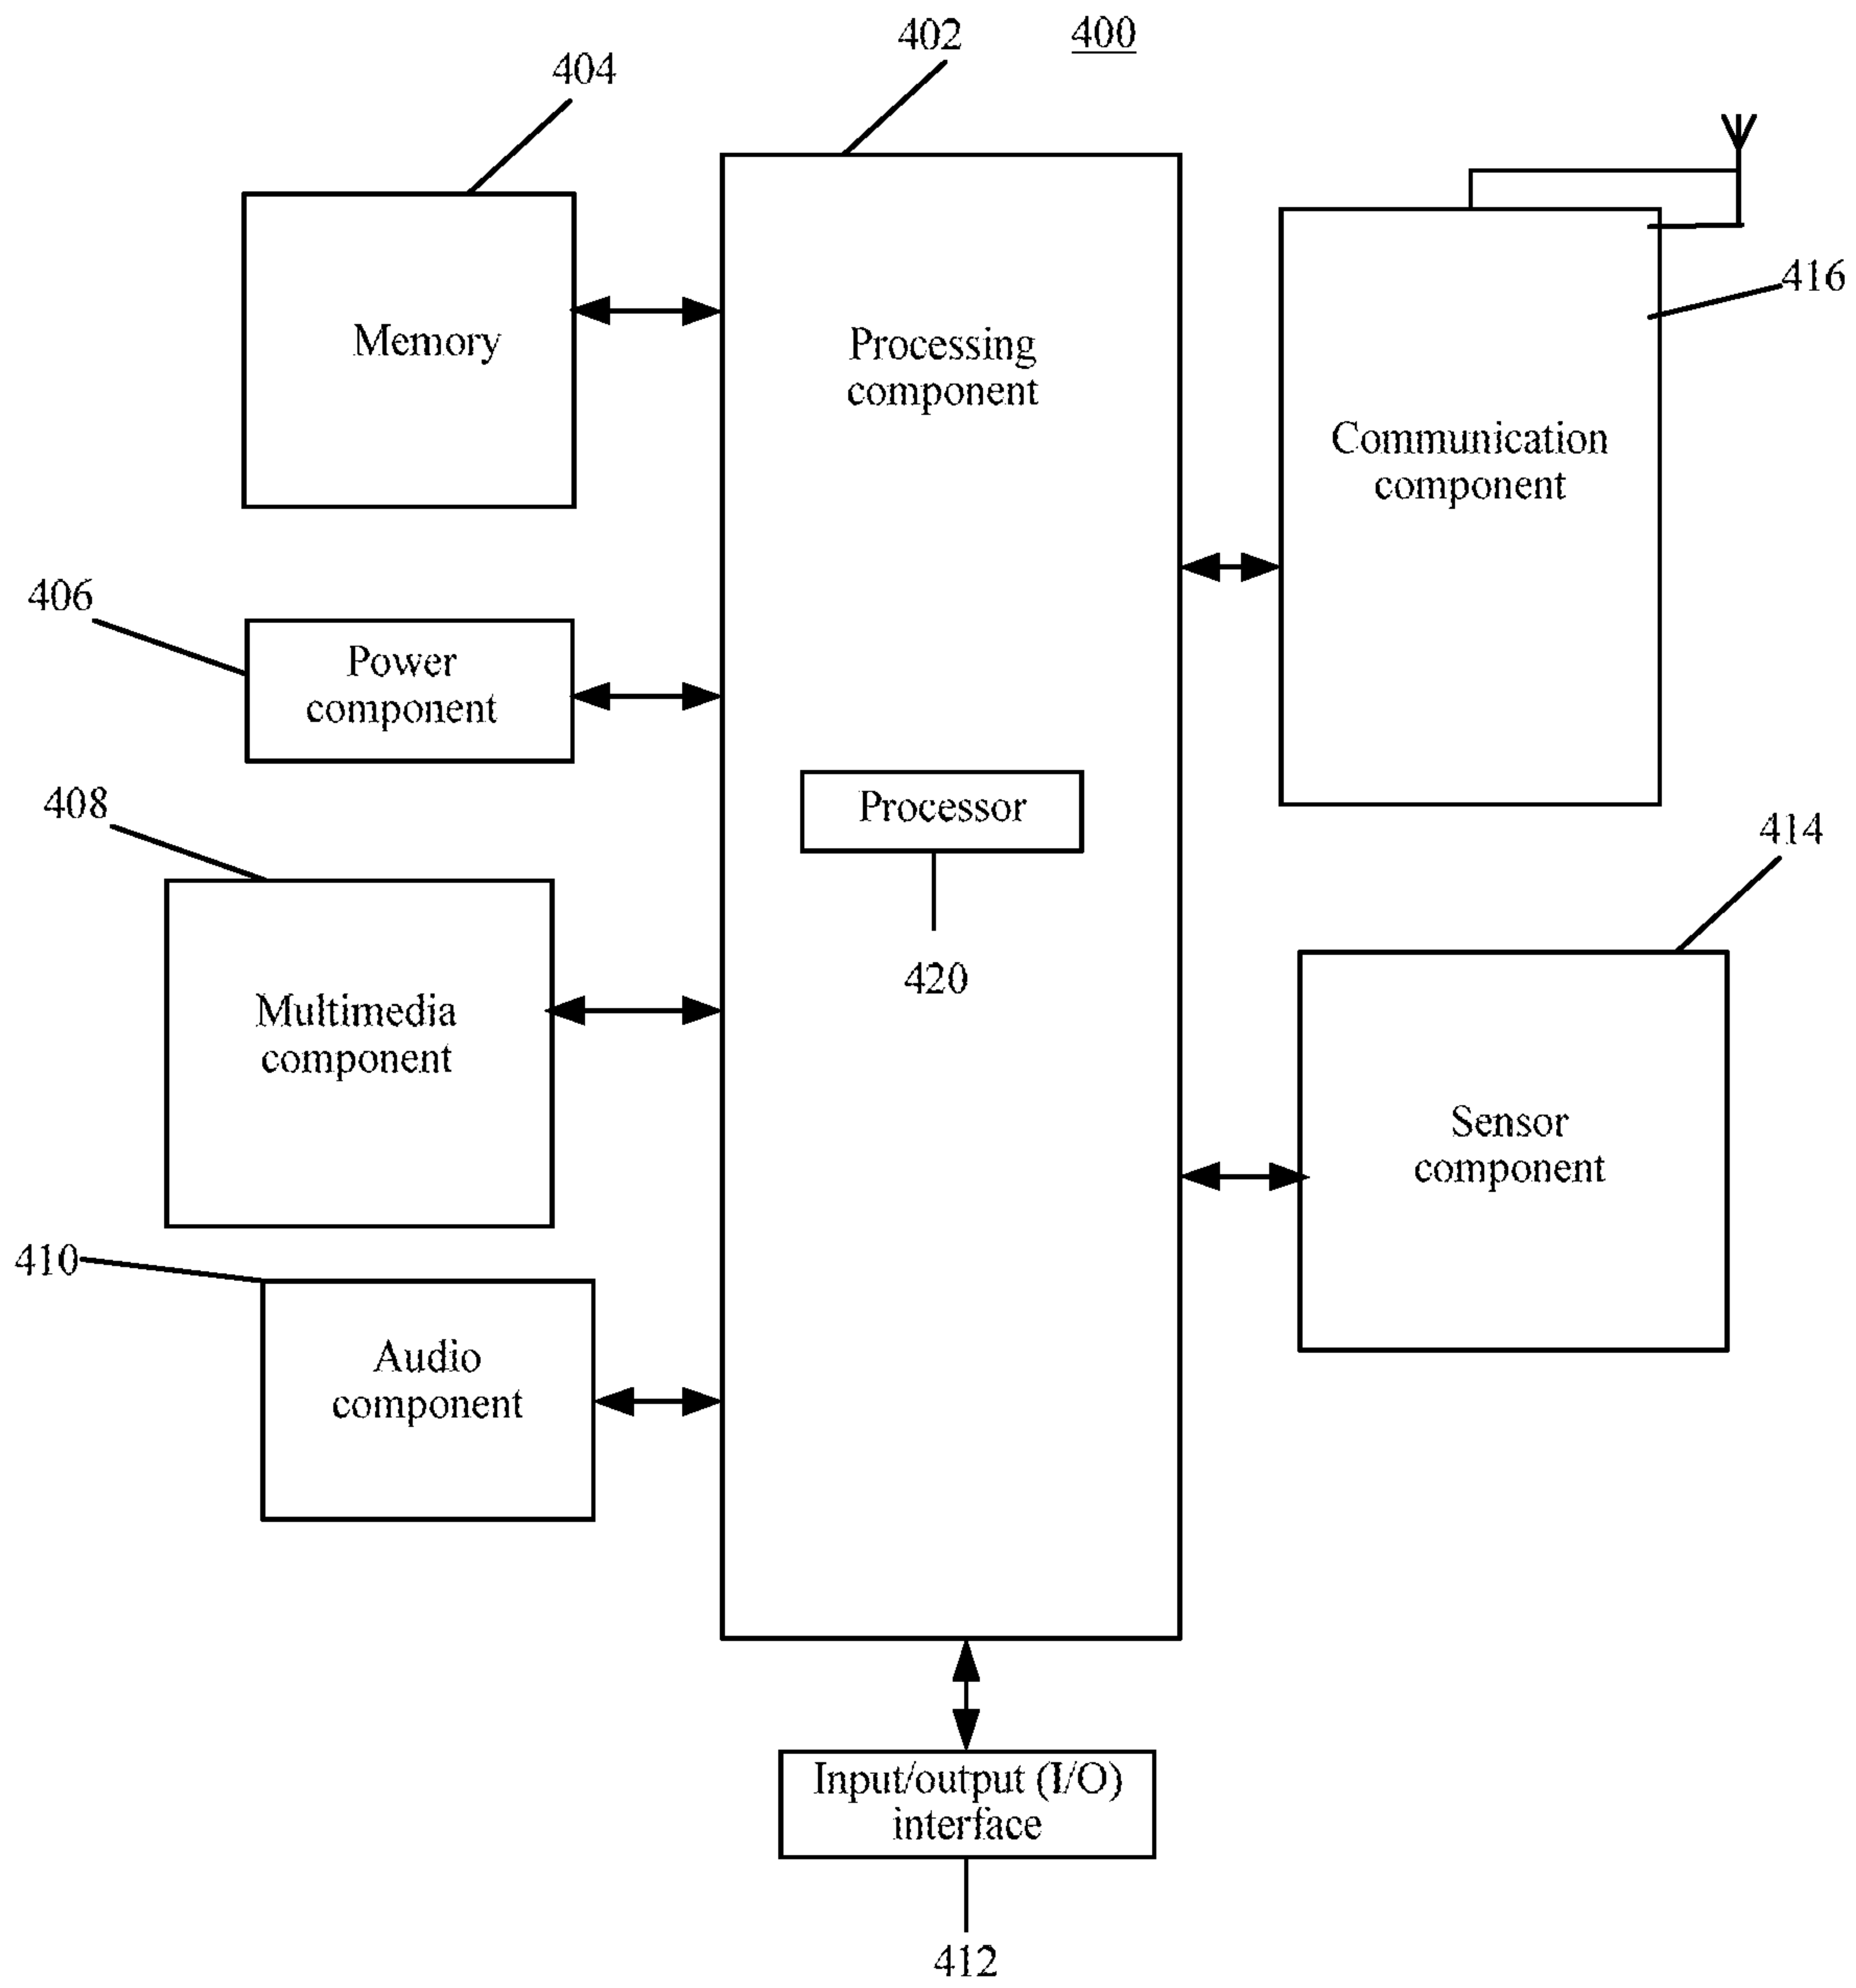 400
402
404
Memory
Processing
component
416
Communication
component
406
Power
component
408
Processor
420
414
Multimedia
component
Sensor
component
410
Audio
component
Input/output (I/O)
interface
412